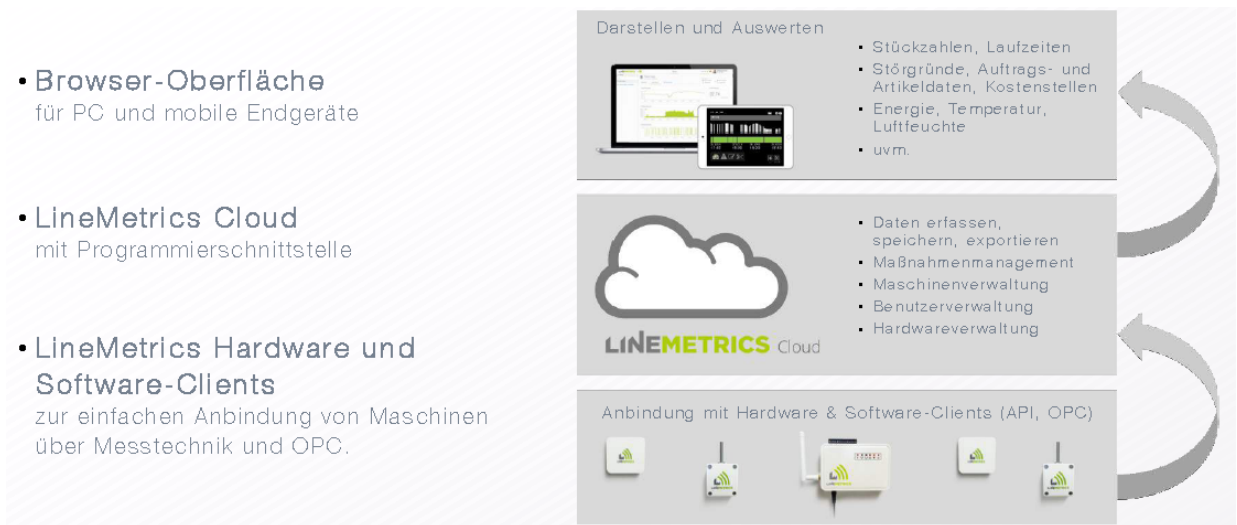 • Browser-Oberfläche
für PC und mobile Endgeräte
• LineMetrics Cloud
mit Programmierschnittstelle
• LineMetrics Hardware und
Software-Clients
zur einfachen Anbindung von Maschinen
über Messtechnik und OPC.
Darstellen und Auswerten
▪ Stückzahlen, Laufzeiten
▪ Störgründe, Auftrags- und
Artikeldaten, Kostenstellen
▪ Energie, Temperatur,
Luftfeuchte
▪ uvm.
▪ Daten erfassen,
speichern, exportieren
▪ Maßnahmenmanagement
▪ Maschinenverwaltung
▪ Benutzerverwaltung
▪ Hardwareverwaltung
LINEMETRICS Cloud
Anbindung mit Hardware & Software-Clients (API, OPC)
LINEMETRICS